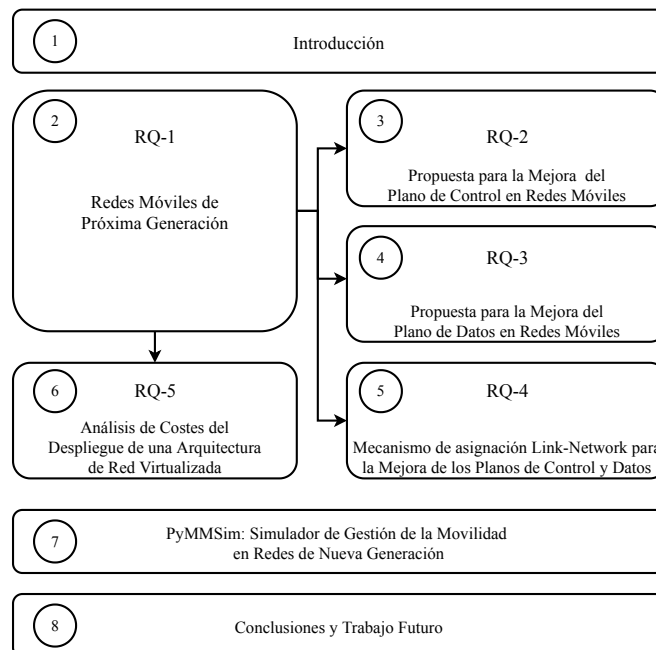 1
Introducción
2
RQ-1
Redes Móviles de
Próxima Generación
3
RQ-2
Propuesta para la Mejora del
Plano de Control en Redes Móviles
4
RQ-3
Propuesta para la Mejora del
Plano de Datos en Redes Móviles
6
RQ-5
Análisis de Costes del
Despliegue de una Arquitectura
de Red Virtualizada
5
RQ-4
Mecanismo de asignación Link-Network para
la Mejora de los Planos de Control y Datos
7
PyMMSim: Simulador de Gestión de la Movilidad
en Redes de Nueva Generación
8
Conclusiones y Trabajo Futuro